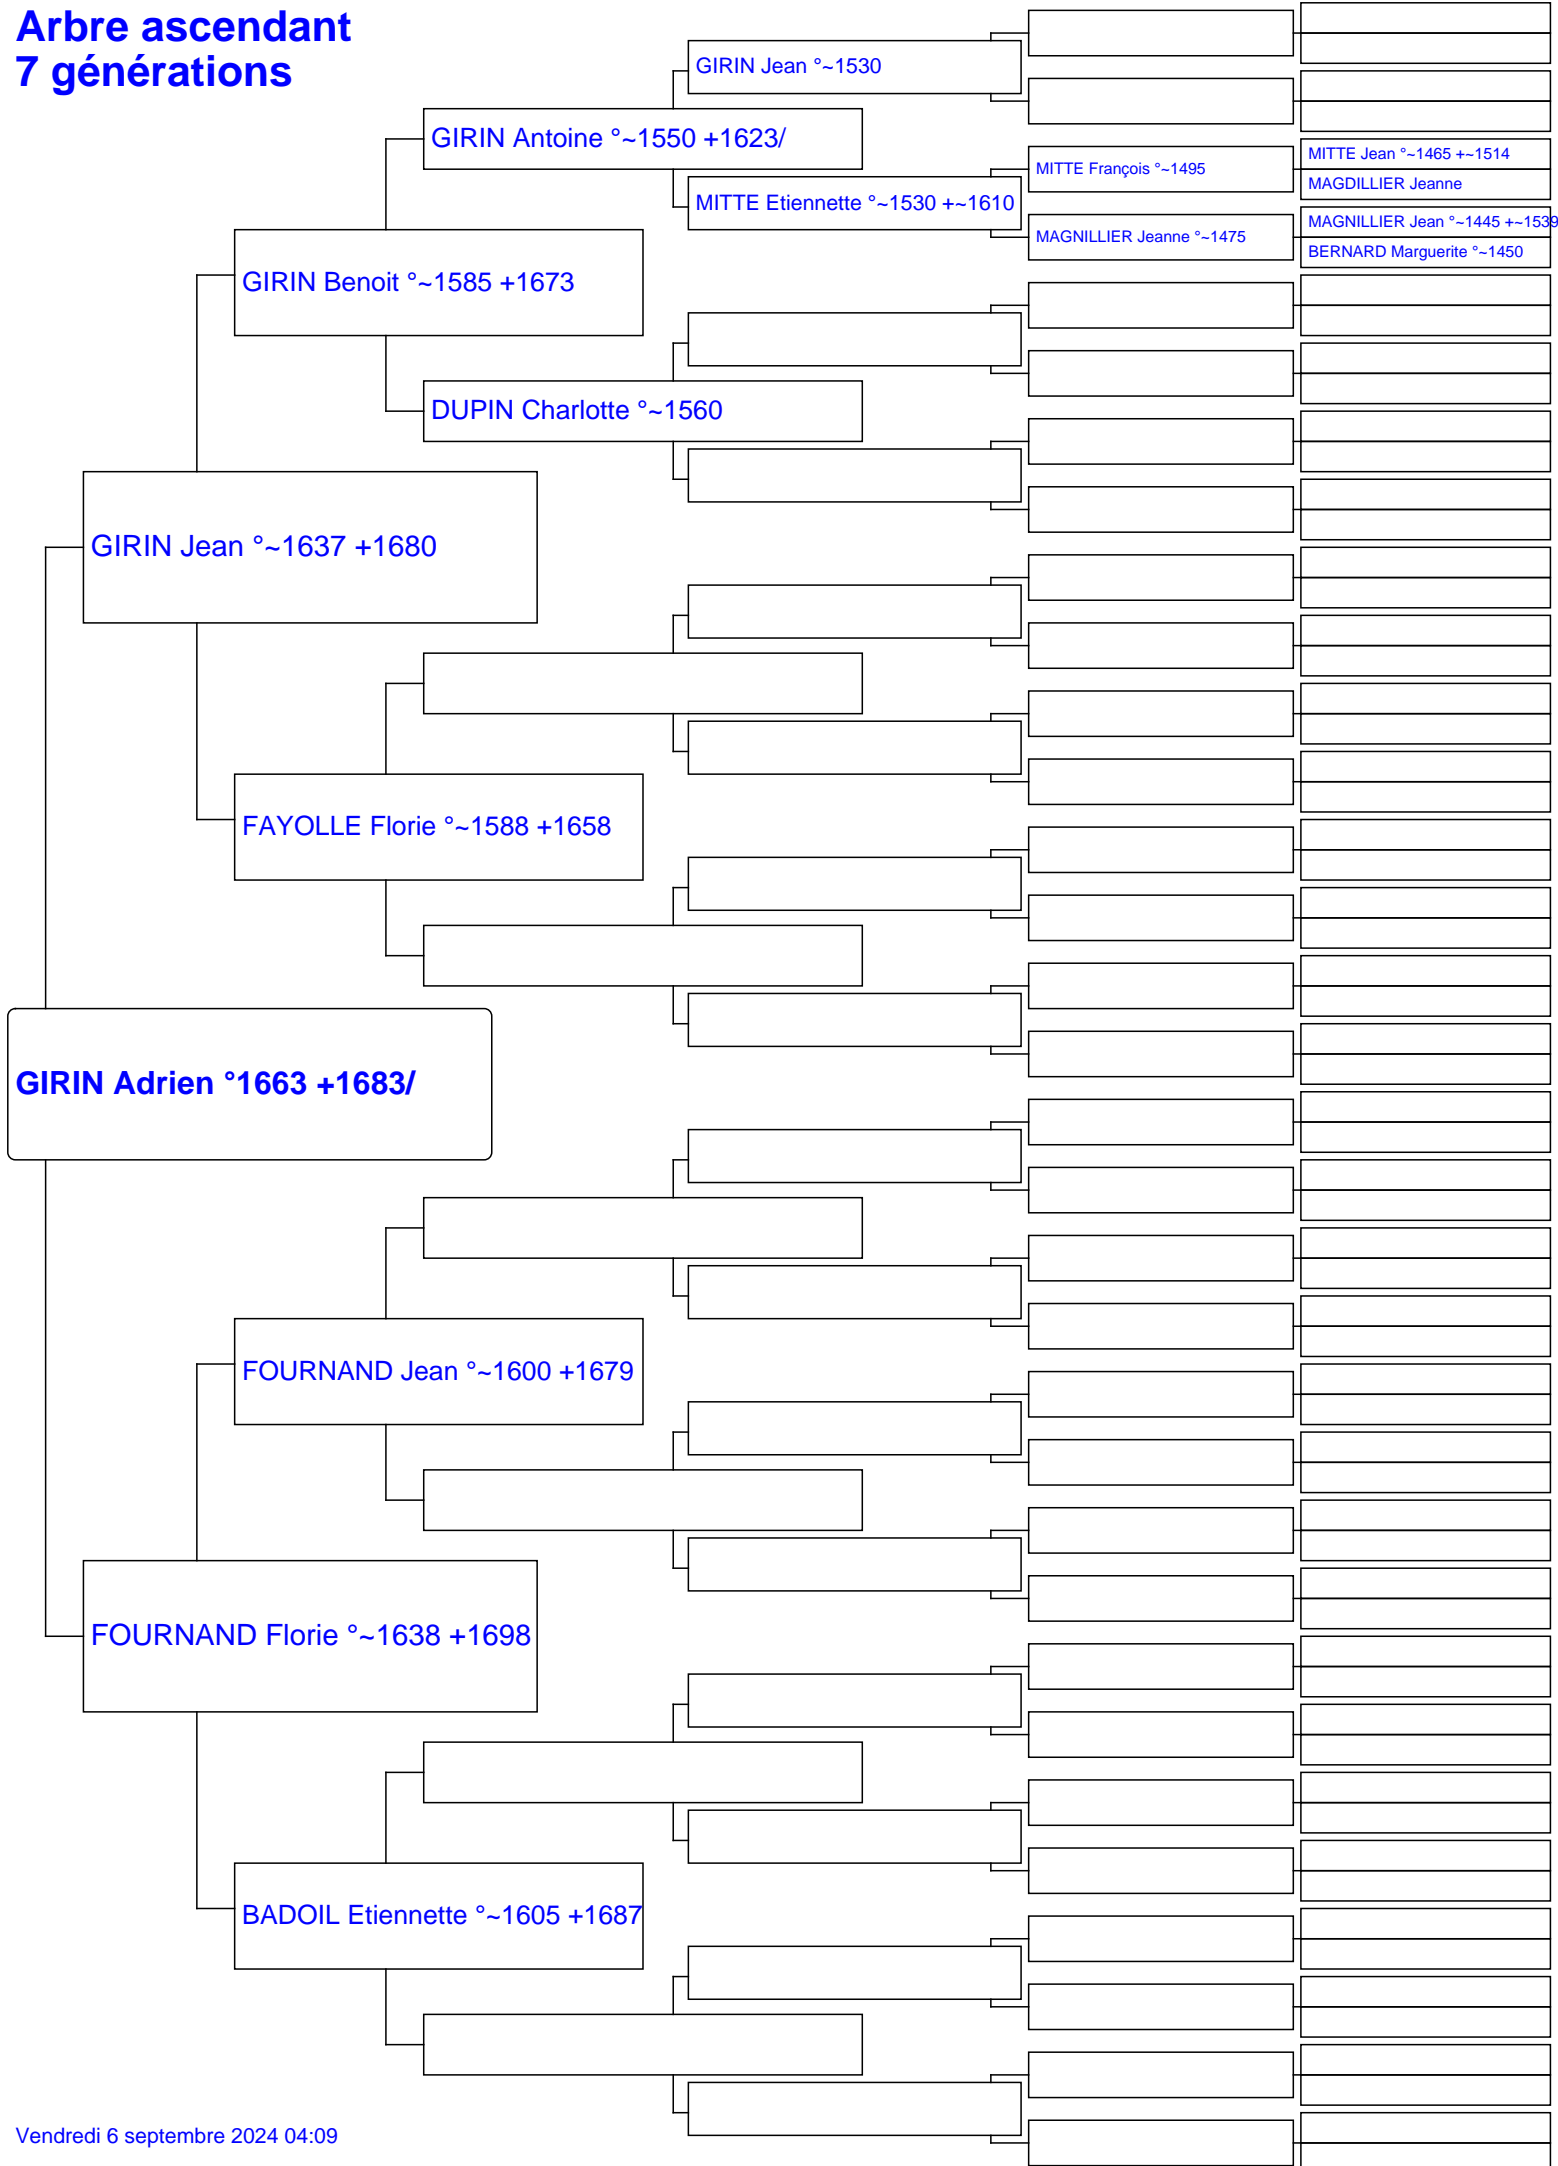 Arbre ascendant
7 générations
GIRIN Jean °~1530
GIRIN Antoine °~1550 +1623/
MITTE François °~1495
MITTE Jean °~1465 +~1514
MAGDILLIER Jeanne
MITTE Etiennette °~1530 +~1610
MAGNILLIER Jeanne °~1475
MAGNILLIER Jean °~1445 +~1539
BERNARD Marguerite °~1450
GIRIN Benoit °~1585 +1673
DUPIN Charlotte °~1560
GIRIN Jean °~1637 +1680
FAYOLLE Florie °~1588 +1658
GIRIN Adrien °1663 +1683/
FOURNAND Jean °~1600 +1679
FOURNAND Florie °~1638 +1698
BADOIL Etiennette °~1605 +1687
Vendredi 6 septembre 2024 04:09